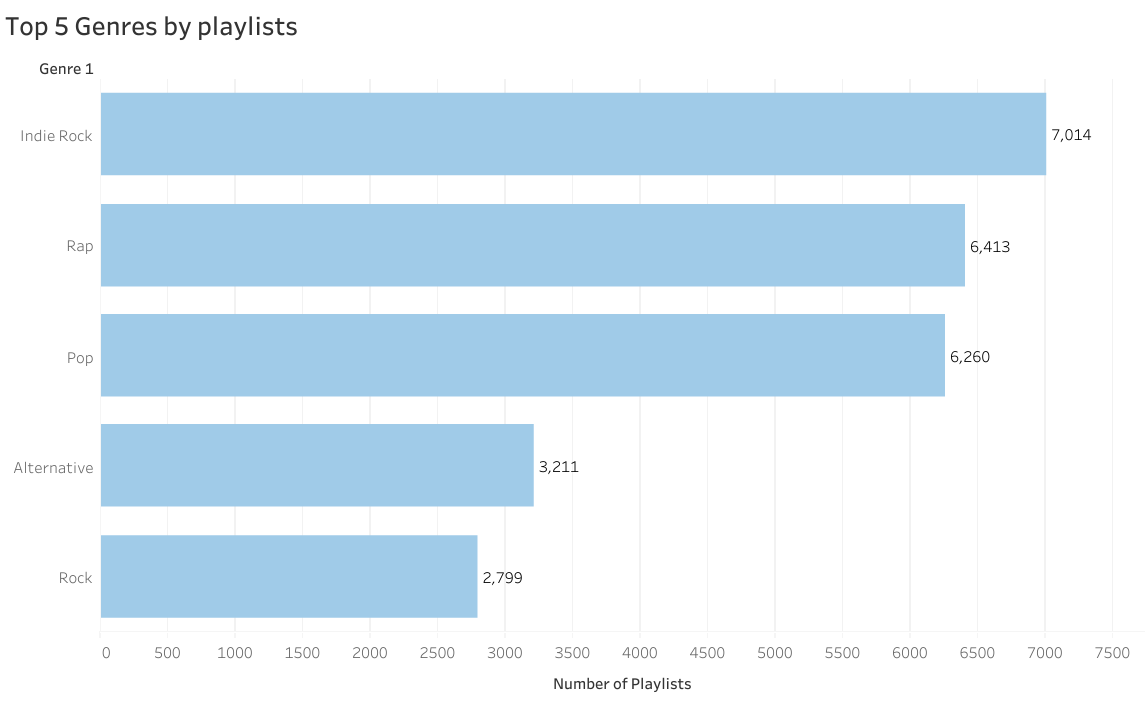 Top 5 Genres by playlists
Genre 1
Indie Rock 7,014
Rap 6,413
Pop 6,260
Alternative 3,211
Rock 2,799
0 500 1000 1500 2000 2500 3000 3500 4000 4500 5000 5500 6000 6500 7000 7500
Number of Playlists